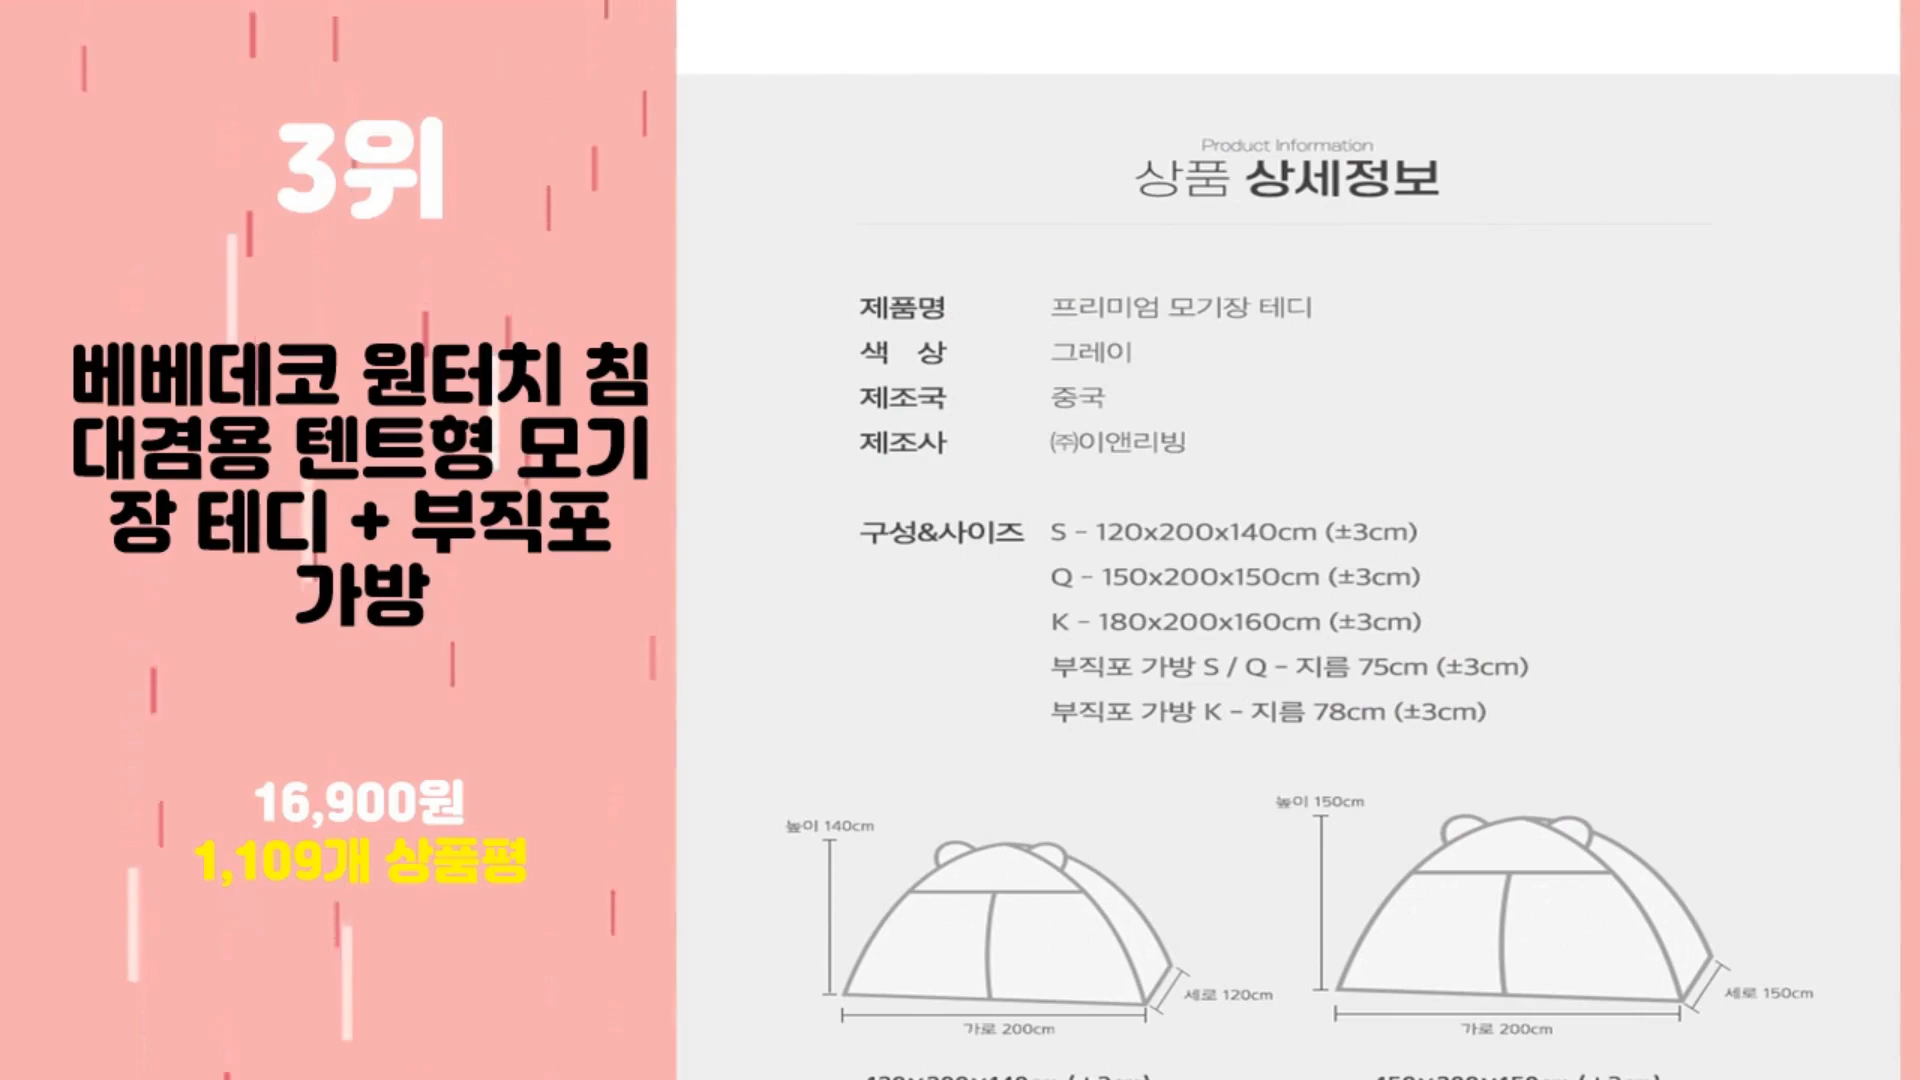 3위
베베데코 원터치 침
대겸용 텐트형 모기
장 테디 + 부직포
가방
16,900원
1,109개 상품평
Product Information
상품 상세정보
제품명 프리미엄 모기장 테디
색 상 그레이
제조국 중국
제조사 ㈜이앤리빙
구성&사이즈 S - 120x200x140cm (±3cm)
Q - 150x200x150cm (±3cm)
K - 180x200x160cm (±3cm)
부직포 가방 S / Q - 지름 75cm (±3cm)
부직포 가방 K - 지름 78cm (±3cm)
높이 140cm
세로 120cm
가로 200cm
높이 150cm
세로 150cm
가로 200cm